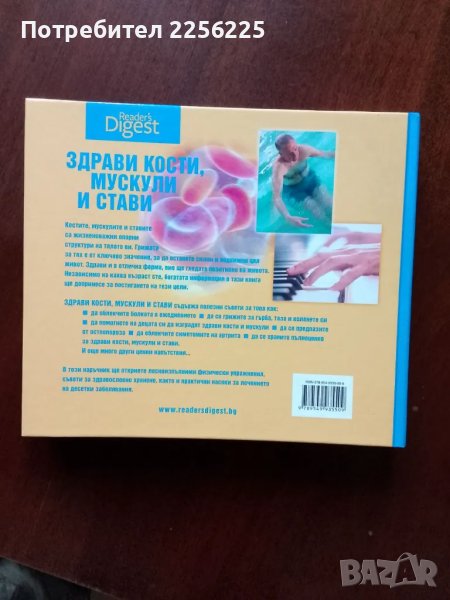 Потребител 2256225
Reader's
Digest
ЗДРАВИ КОСТИ,
МУСКУЛИ
И СТАВИ
Костите, мускулите и ставите
са жизненоважни опорни
структури на тялото ви. Грижата
за тях е от ключово значение, за да останете силни и подвижни цял
живот. Здрави и в отлична форма, вие ще гледате позитивно на живота.
Независимо на каква възраст сте, богатата информация в тази книга
ще допринесе за постигането на тези цели.
ЗДРАВИ КОСТИ, МУСКУЛИ И СТАВИ съдържа полезни съвети за това как:
■ да облекчите болката в ежедневието ■ да се грижите за гърба, таза и коленете си
■ да помогнете на децата си да изградят здрави кости и мускули ■ да се предпазите
от остеопороза ■ да облекчите симптомите на артрита ■ да се храните пълноценно
за здрави кости, мускули и стави.
И още много други ценни напътствия...
В този наръчник ще откриете лесноизпълними физически упражнения,
съвети за здравословно хранене, както и практични насоки за лечението
на десетки заболявания.
www.readersdigest.bg
9789549935509
BAZAR